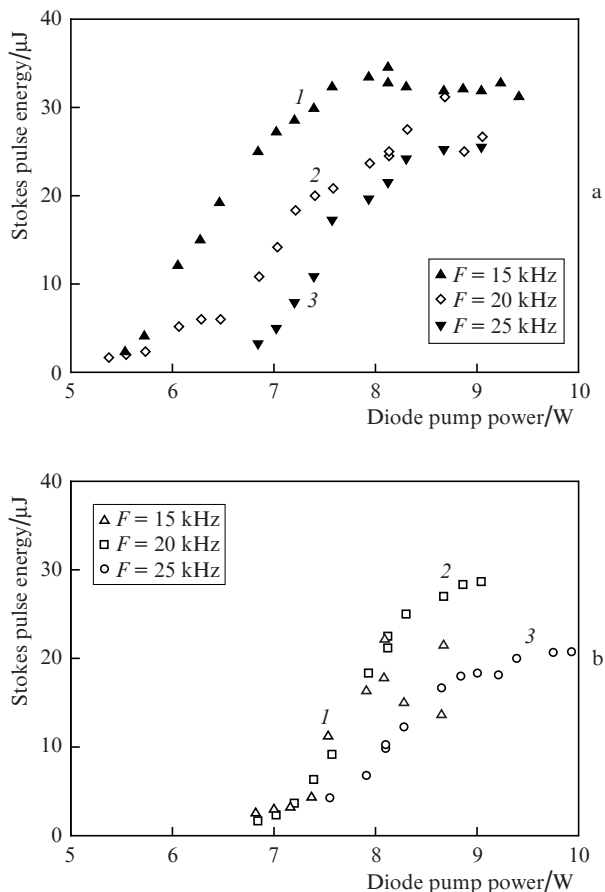 40
30
20
10
0
Stokes pulse energy/μJ
1
2
3
▲ F = 15 kHz
◇ F = 20 kHz
▼ F = 25 kHz
5 6 7 8 9 10
Diode pump power/W
a
40
30
20
10
0
Stokes pulse energy/μJ
△ F = 15 kHz
□ F = 20 kHz
○ F = 25 kHz
2
3
1
5 6 7 8 9 10
Diode pump power/W
b